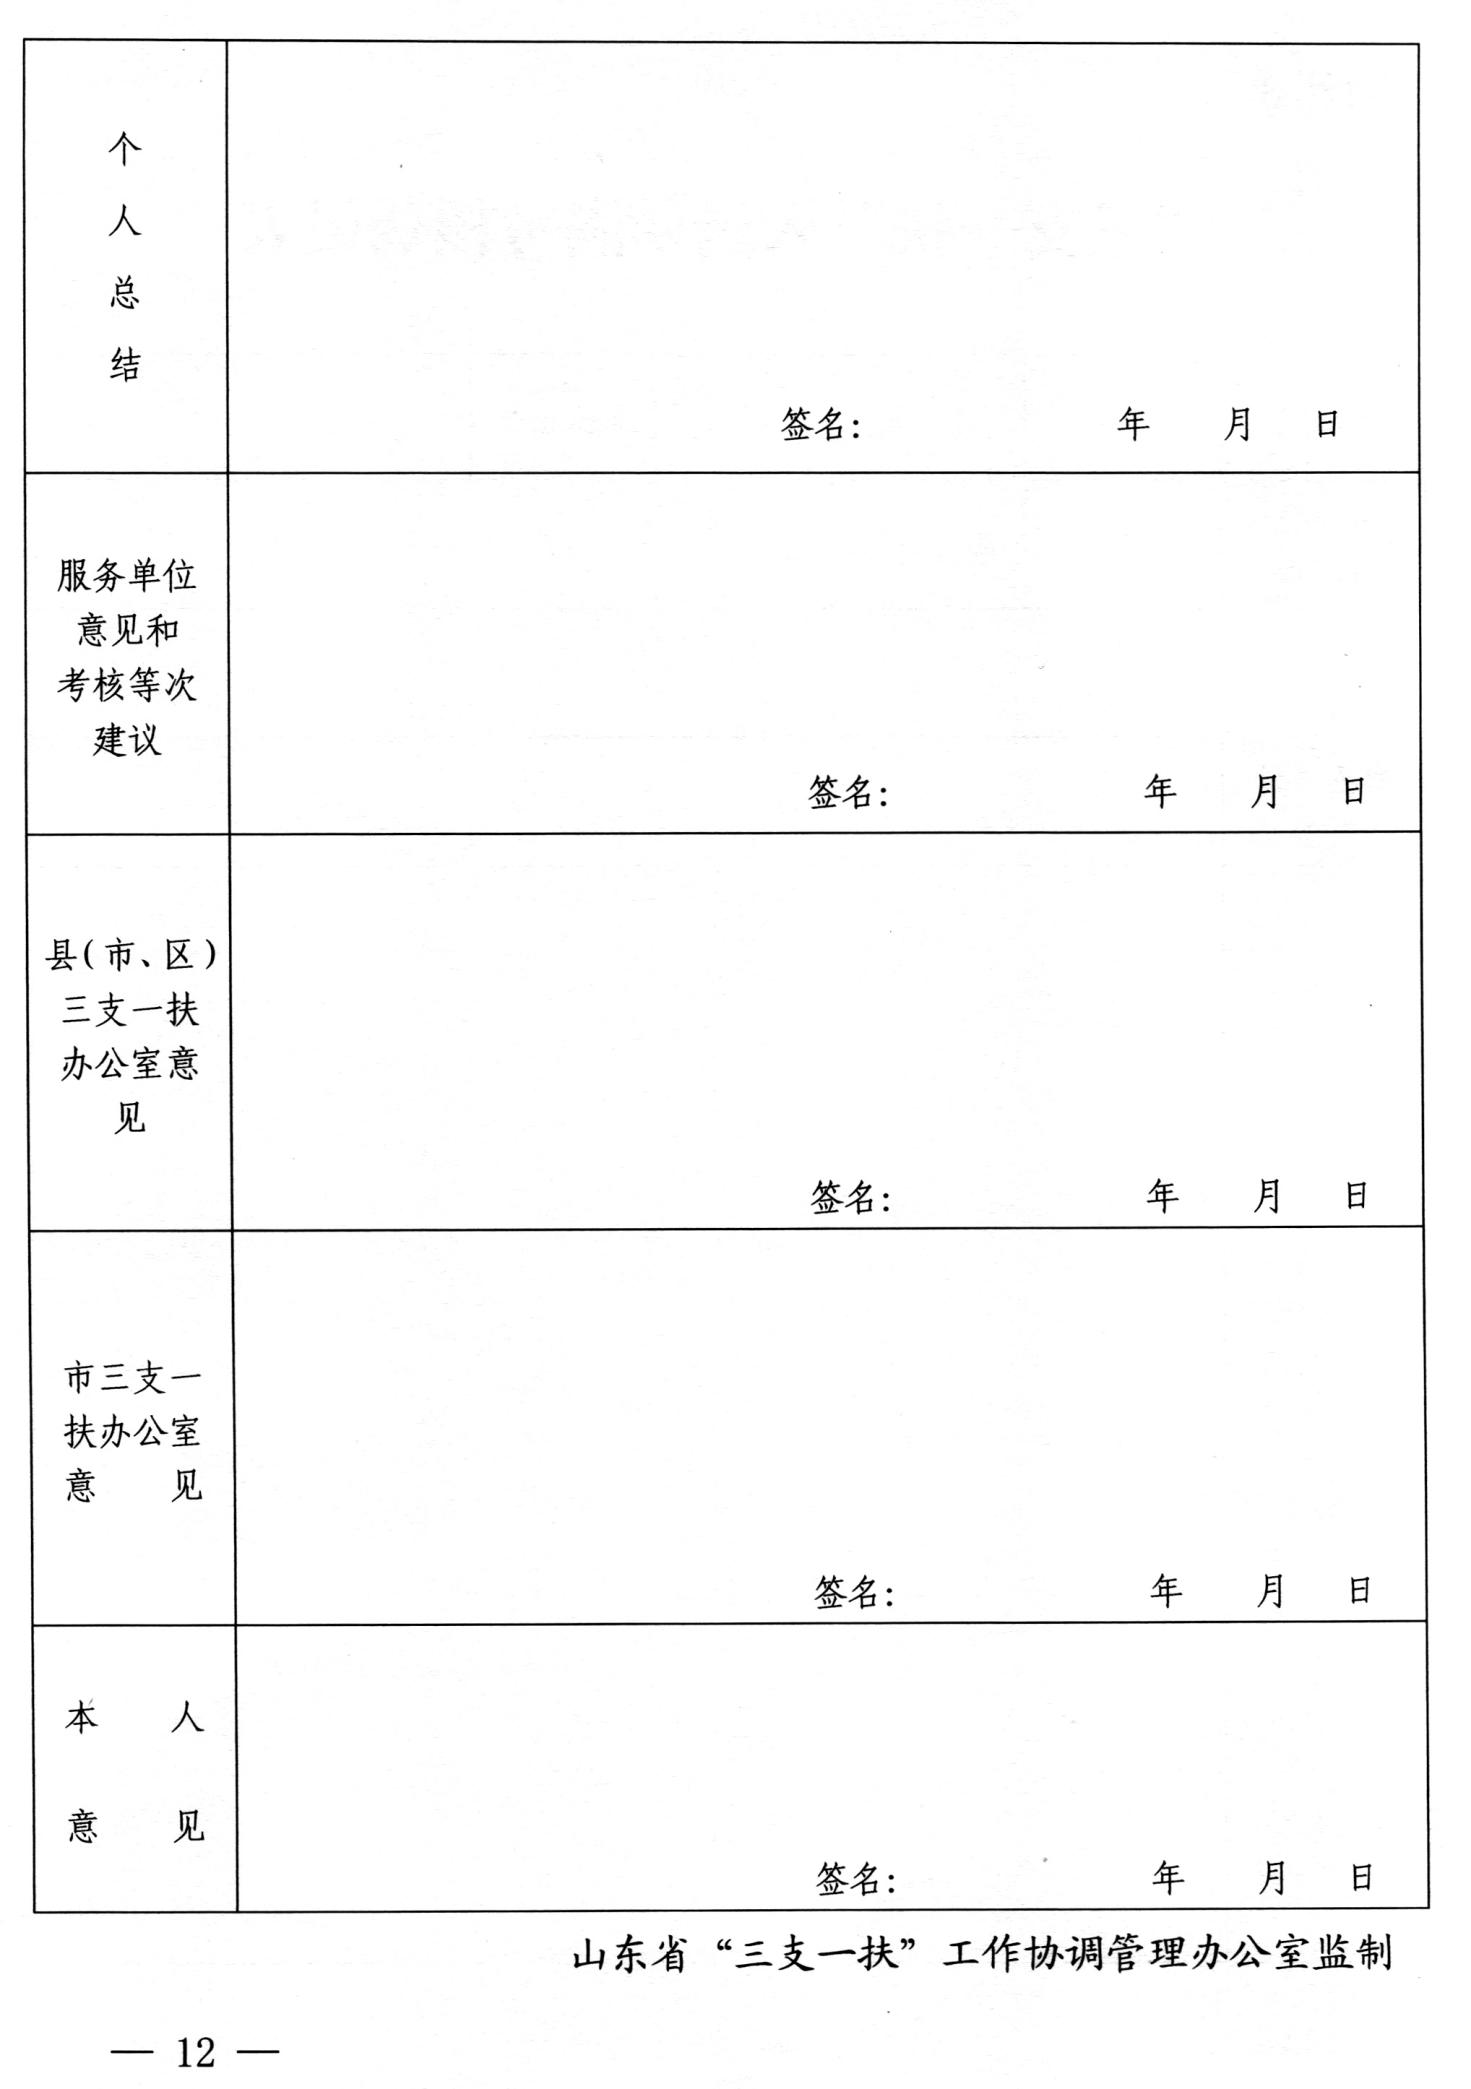 个
人
总
结
签名： 年 月 日
服务单位
意见和
考核等次
建议
签名： 年 月 日
县（市、区）
三支一扶
办公室意
见
签名： 年 月 日
市三支一
扶办公室
意 见
签名： 年 月 日
本 人
意 见
签名： 年 月 日
山东省“三支一扶”工作协调管理办公室监制
— 12 —